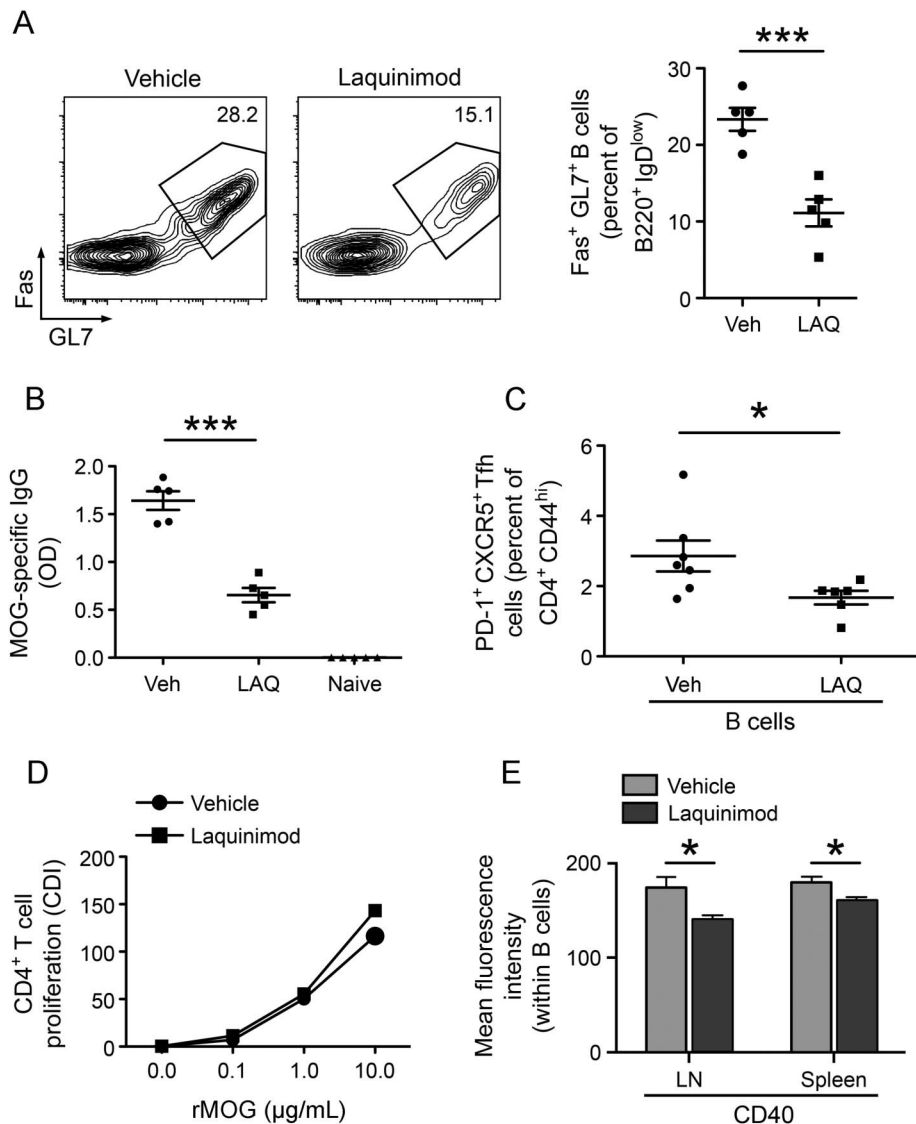 A
Vehicle
28.2
Fas
GL7
Laquinimod
15.1
***
Fas+ GL7+ B cells
(percent of
B220+ IgDlow)
30
20
10
0
Veh
LAQ
B
***
MOG-specific IgG
(OD)
2.0
1.5
1.0
0.5
0.0
Veh
LAQ
Naive
C
*
PD-1+ CXCR5+ Tfh
cells (percent of
CD4+ CD44hi)
6
4
2
0
Veh
LAQ
B cells
D
Vehicle
Laquinimod
CD4+ T cell
proliferation (CDI)
200
150
100
50
0
0.0
0.1
1.0
10.0
rMOG (µg/mL)
E
Vehicle
Laquinimod
*
*
Mean fluorescence
intensity
(within B cells)
200
100
0
LN
Spleen
CD40